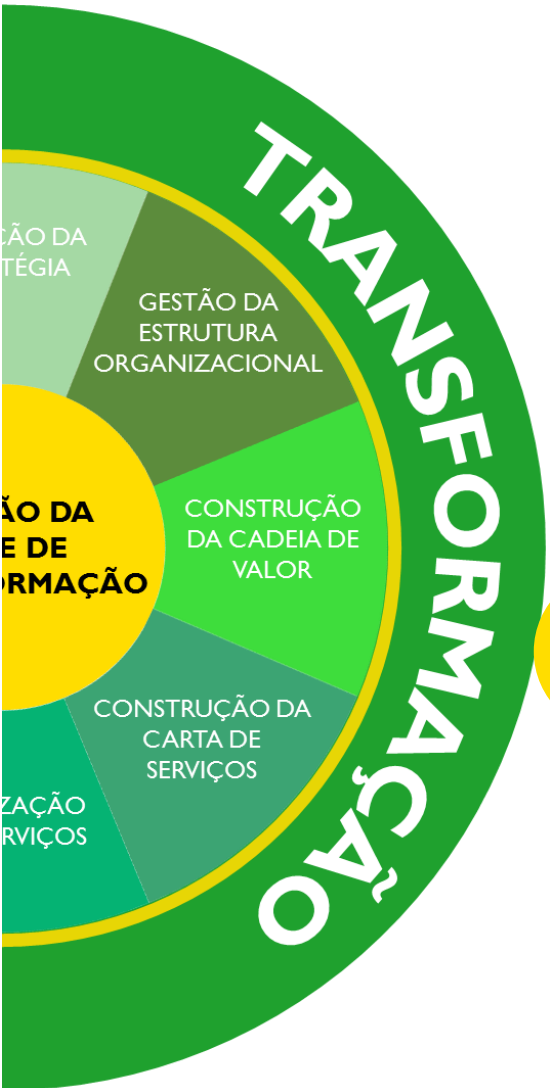 TRANSFORMAÇÃO
ÇÃO DA
TÉGIA
GESTÃO DA
ESTRUTURA
ORGANIZACIONAL
CONSTRUÇÃO
DA CADEIA DE
VALOR
ÃO DA
E DE
ORMAÇÃO
CONSTRUÇÃO DA
CARTA DE
SERVIÇOS
ZAÇÃO
RVIÇOS